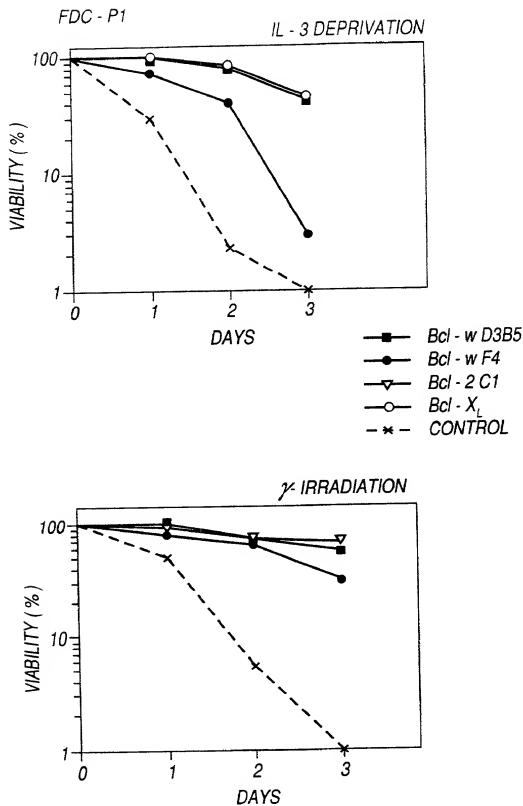 FDC - P1
IL - 3 DEPRIVATION
100
10
1
VIABILITY ( % )
0 1 2 3
DAYS
Bcl - w D3B5
Bcl - w F4
Bcl - 2 C1
Bcl - XL
CONTROL
γ- IRRADIATION
100
10
1
VIABILITY ( % )
0 1 2 3
DAYS